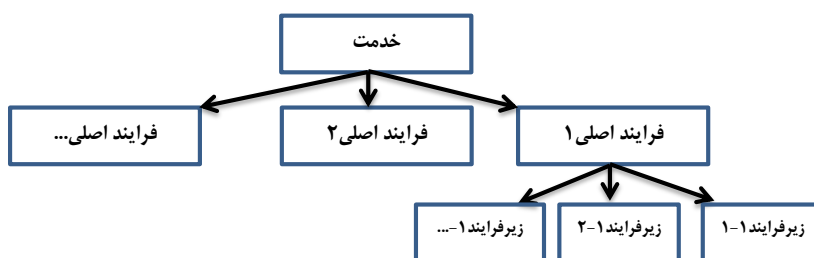 خدمت
فرایند اصلی۱
فرایند اصلی۲
فرایند اصلی...
زیرفرایند۱-۱
زیرفرایند۱-۲
زیرفرایند۱-...